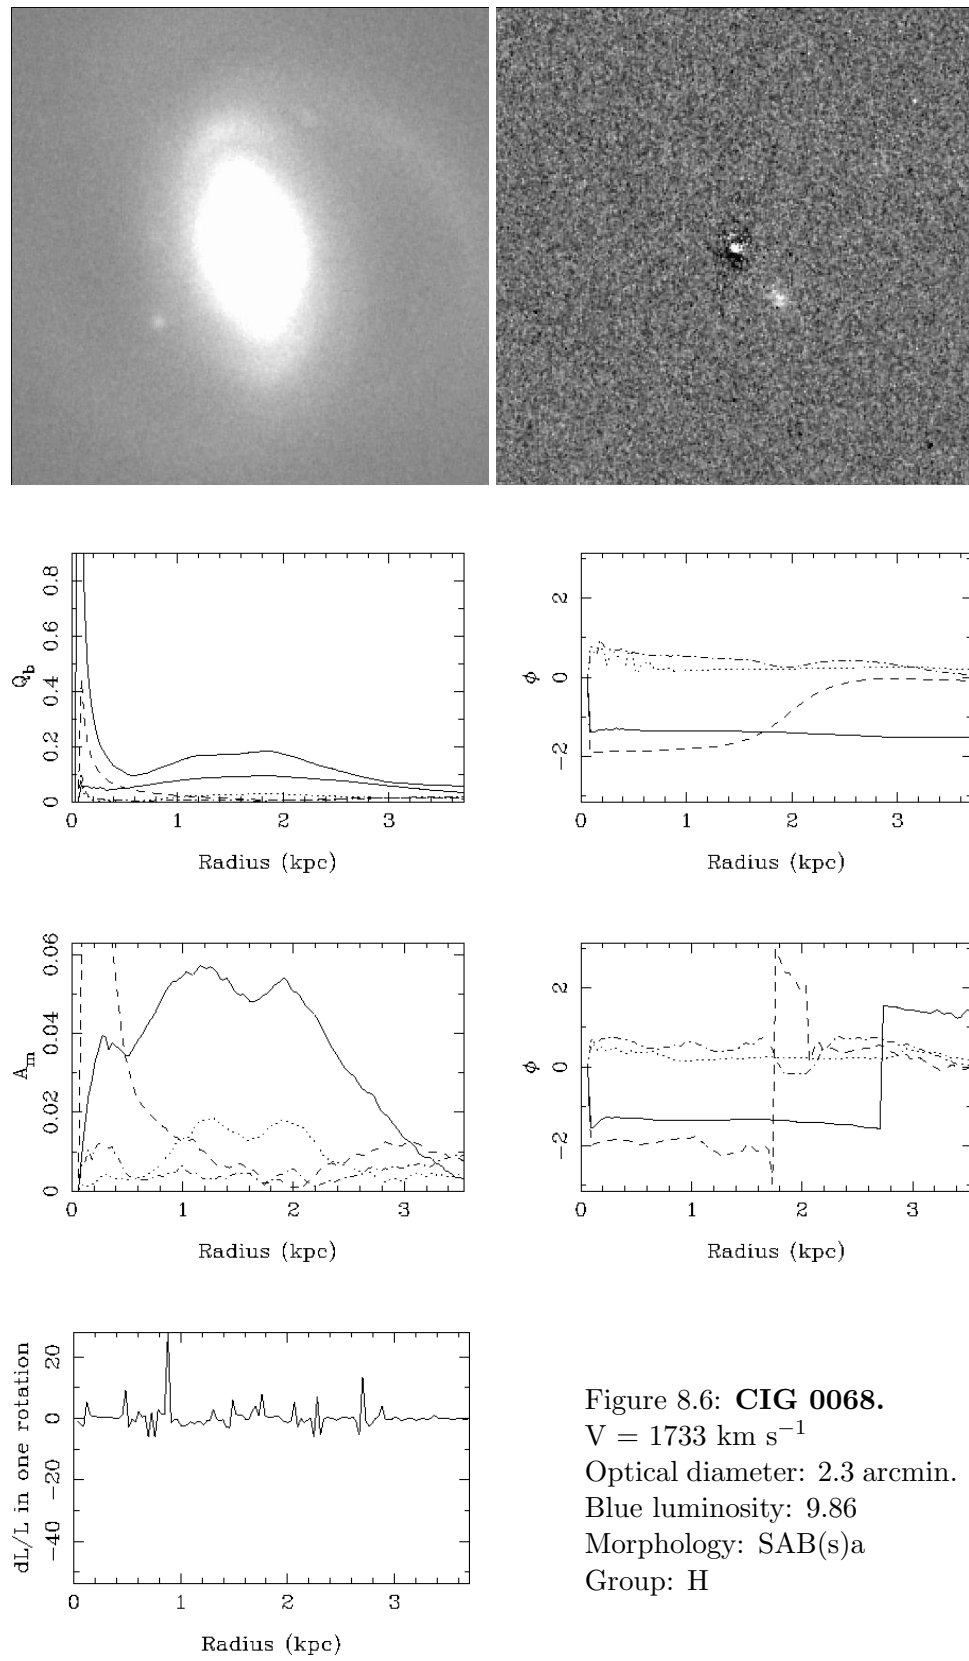 Q_b
0.8
0.6
0.4
0.2
0
0 1 2 3
Radius (kpc)
ϕ
2
0
−2
0 1 2 3
Radius (kpc)
A_m
0.06
0.04
0.02
0
0 1 2 3
Radius (kpc)
ϕ
2
0
−2
0 1 2 3
Radius (kpc)
dL/L in one rotation
20
0
−20
−40
0 1 2 3
Radius (kpc)
Figure 8.6: CIG 0068.
V = 1733 km s⁻¹
Optical diameter: 2.3 arcmin.
Blue luminosity: 9.86
Morphology: SAB(s)a
Group: H